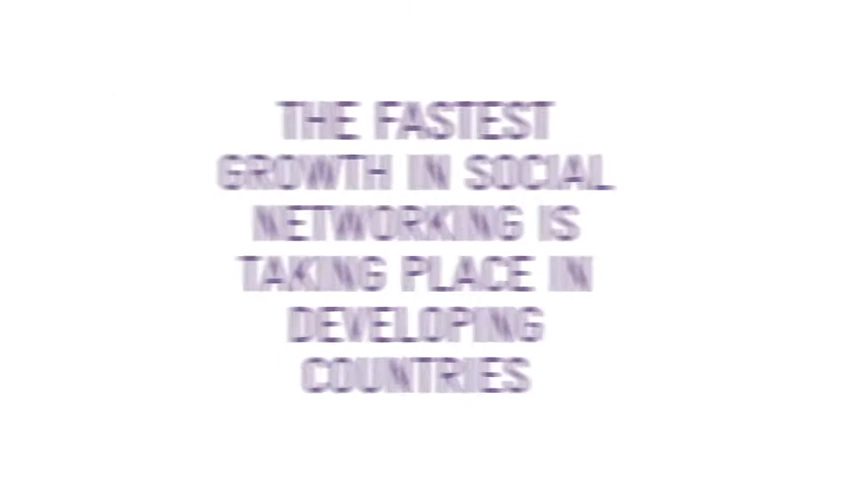 THE FASTEST
GROWTH IN SOCIAL
NETWORKING IS
TAKING PLACE IN
DEVELOPING
COUNTRIES